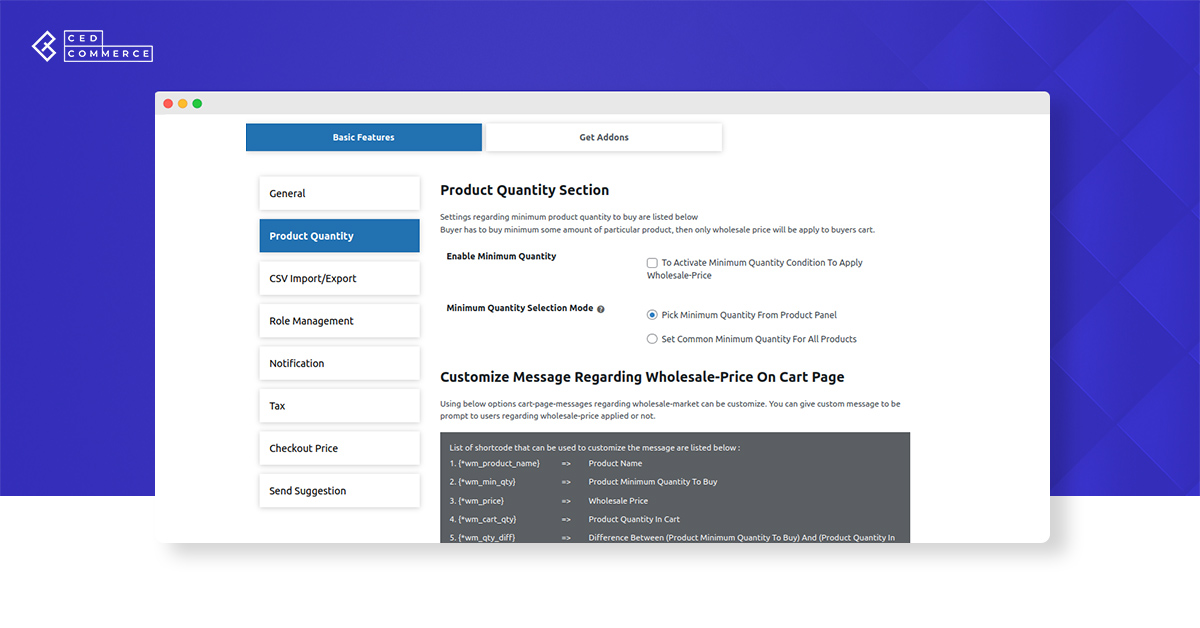 CED
COMMERCE
Basic Features
Get Addons
General
Product Quantity
CSV Import/Export
Role Management
Notification
Tax
Checkout Price
Send Suggestion
Product Quantity Section
Settings regarding minimum product quantity to buy are listed below
Buyer has to buy minimum some amount of particular product, then only wholesale price will be apply to buyers cart.
Enable Minimum Quantity
To Activate Minimum Quantity Condition To Apply
Wholesale-Price
Minimum Quantity Selection Mode ?
Pick Minimum Quantity From Product Panel
Set Common Minimum Quantity For All Products
Customize Message Regarding Wholesale-Price On Cart Page
Using below options cart-page-messages regarding wholesale-market can be customize. You can give custom message to be
prompt to users regarding wholesale-price applied or not.
List of shortcode that can be used to customize the message are listed below :
1. {*wm_product_name} => Product Name
2. {*wm_min_qty} => Product Minimum Quantity To Buy
3. {*wm_price} => Wholesale Price
4. {*wm_cart_qty} => Product Quantity In Cart
5. {*wm_qty_diff} => Difference Between (Product Minimum Quantity To Buy) And (Product Quantity In